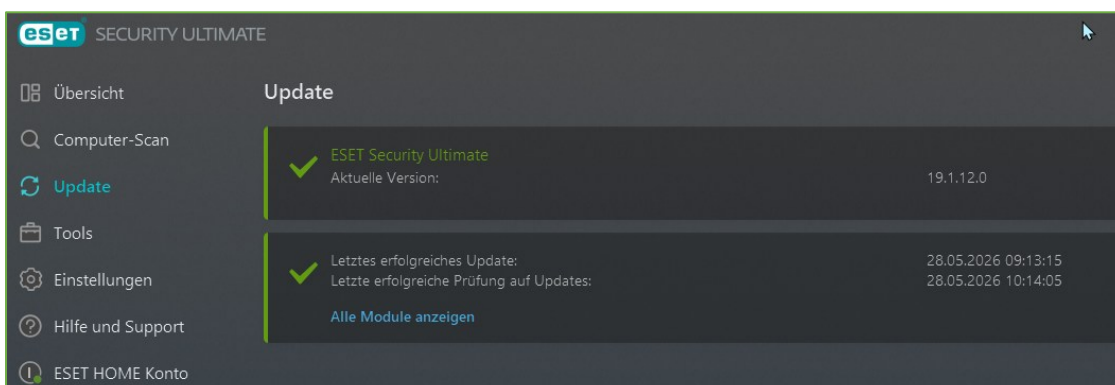 eset SECURITY ULTIMATE
Übersicht
Computer-Scan
Update
Tools
Einstellungen
Hilfe und Support
ESET HOME Konto
Update
ESET Security Ultimate
Aktuelle Version: 19.1.12.0
Letztes erfolgreiches Update: 28.05.2026 09:13:15
Letzte erfolgreiche Prüfung auf Updates: 28.05.2026 10:14:05
Alle Module anzeigen